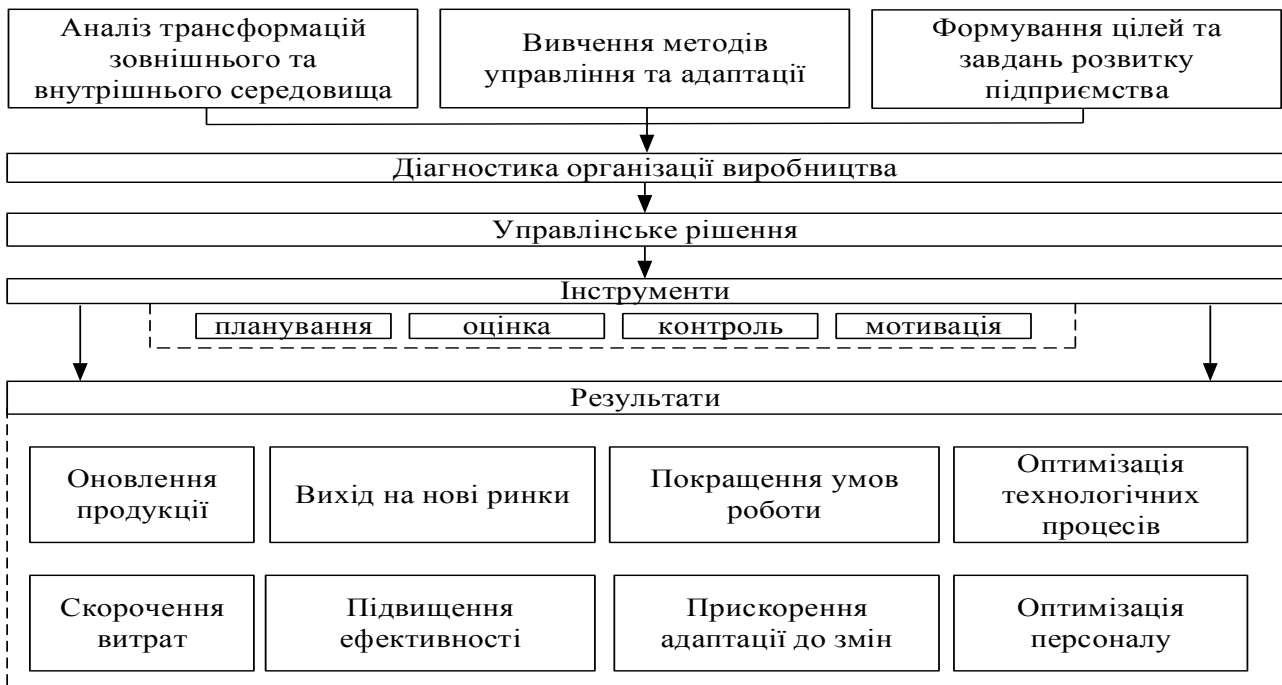 Аналіз трансформацій
зовнішнього та
внутрішнього середовища
Вивчення методів
управління та адаптації
Формування цілей та
завдань розвитку
підприємства
Діагностика організації виробництва
Управлінське рішення
Інструменти
планування
оцінка
контроль
мотивація
Результати
Оновлення
продукції
Вихід на нові ринки
Покращення умов
роботи
Оптимізація
технологічних
процесів
Скорочення
витрат
Підвищення
ефективності
Прискорення
адаптації до змін
Оптимізація
персоналу